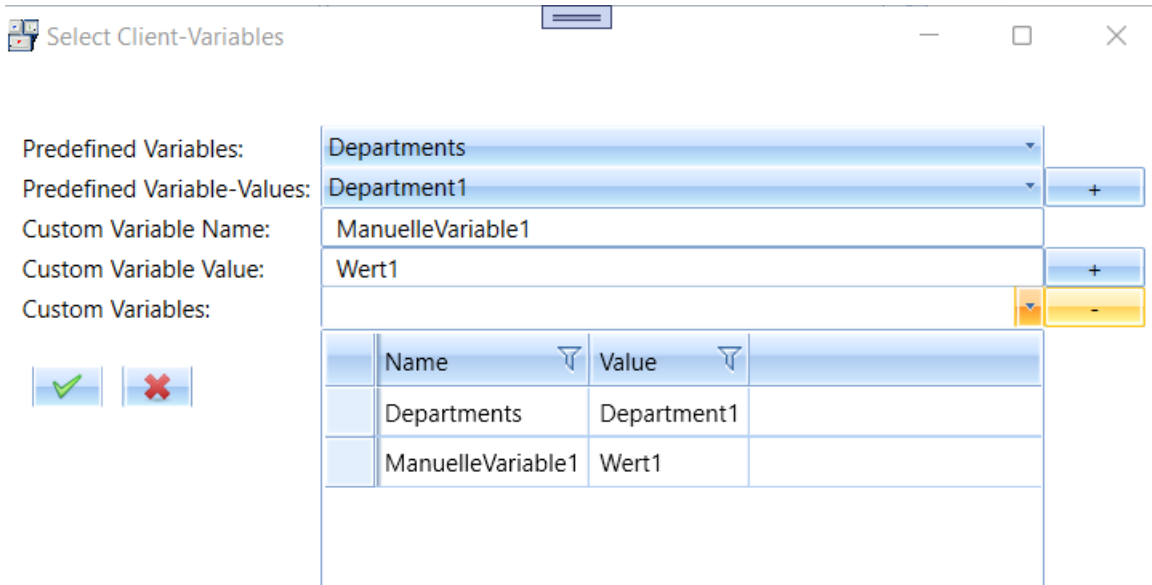 Select Client-Variables
Predefined Variables: Departments
Predefined Variable-Values: Department1 +
Custom Variable Name: ManuelleVariable1
Custom Variable Value: Wert1 +
Custom Variables: -
Name Value
Departments Department1
ManuelleVariable1 Wert1